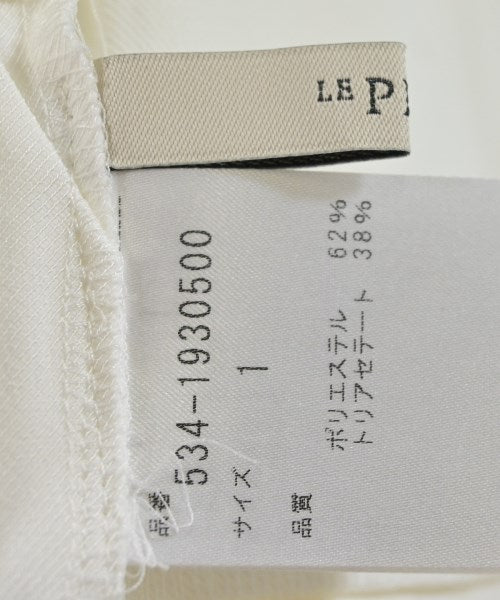 LE P
品番 534-1930500
サイズ 1
品質 ポリエステル 62%
トリアセテート 38%